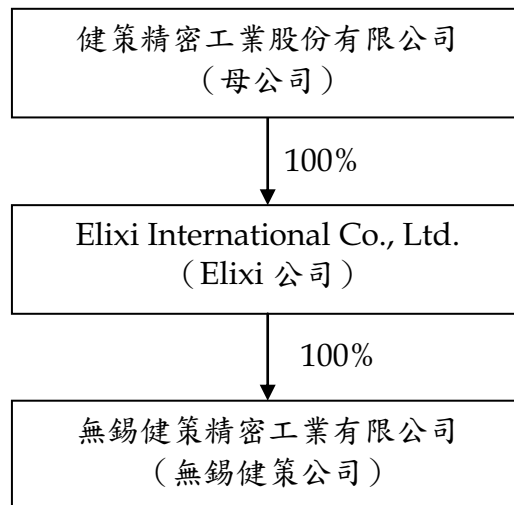 健策精密工業股份有限公司
（母公司）
100%
Elixi International Co., Ltd.
（Elixi 公司）
100%
無錫健策精密工業有限公司
（無錫健策公司）